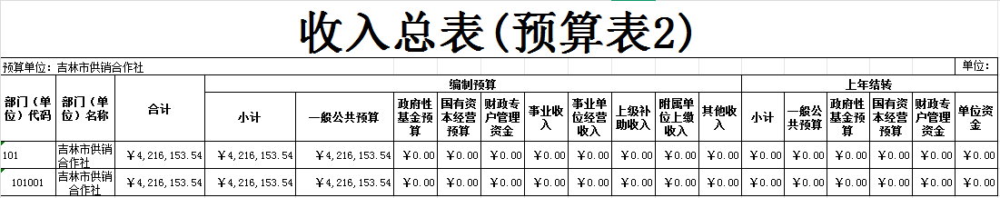 收入总表(预算表2)
预算单位：吉林市供销合作社 单位：
部门（单位）代码 部门（单位）名称 合计 编制预算 上年结转
小计 一般公共预算 政府性基金预算 国有资本经营预算 财政专户管理资金 事业收入 事业单位经营收入 上级补助收入 附属单位上缴收入 其他收入 小计 一般公共预算 政府性基金预算 国有资本经营预算 财政专户管理资金 单位资金
101 吉林市供销合作社 ￥4,216,153.54 ￥4,216,153.54 ￥4,216,153.54 ￥0.00 ￥0.00 ￥0.00 ￥0.00 ￥0.00 ￥0.00 ￥0.00 ￥0.00 ￥0.00 ￥0.00 ￥0.00 ￥0.00 ￥0.00 ￥0.00
101001 吉林市供销合作社 ￥4,216,153.54 ￥4,216,153.54 ￥4,216,153.54 ￥0.00 ￥0.00 ￥0.00 ￥0.00 ￥0.00 ￥0.00 ￥0.00 ￥0.00 ￥0.00 ￥0.00 ￥0.00 ￥0.00 ￥0.00 ￥0.00